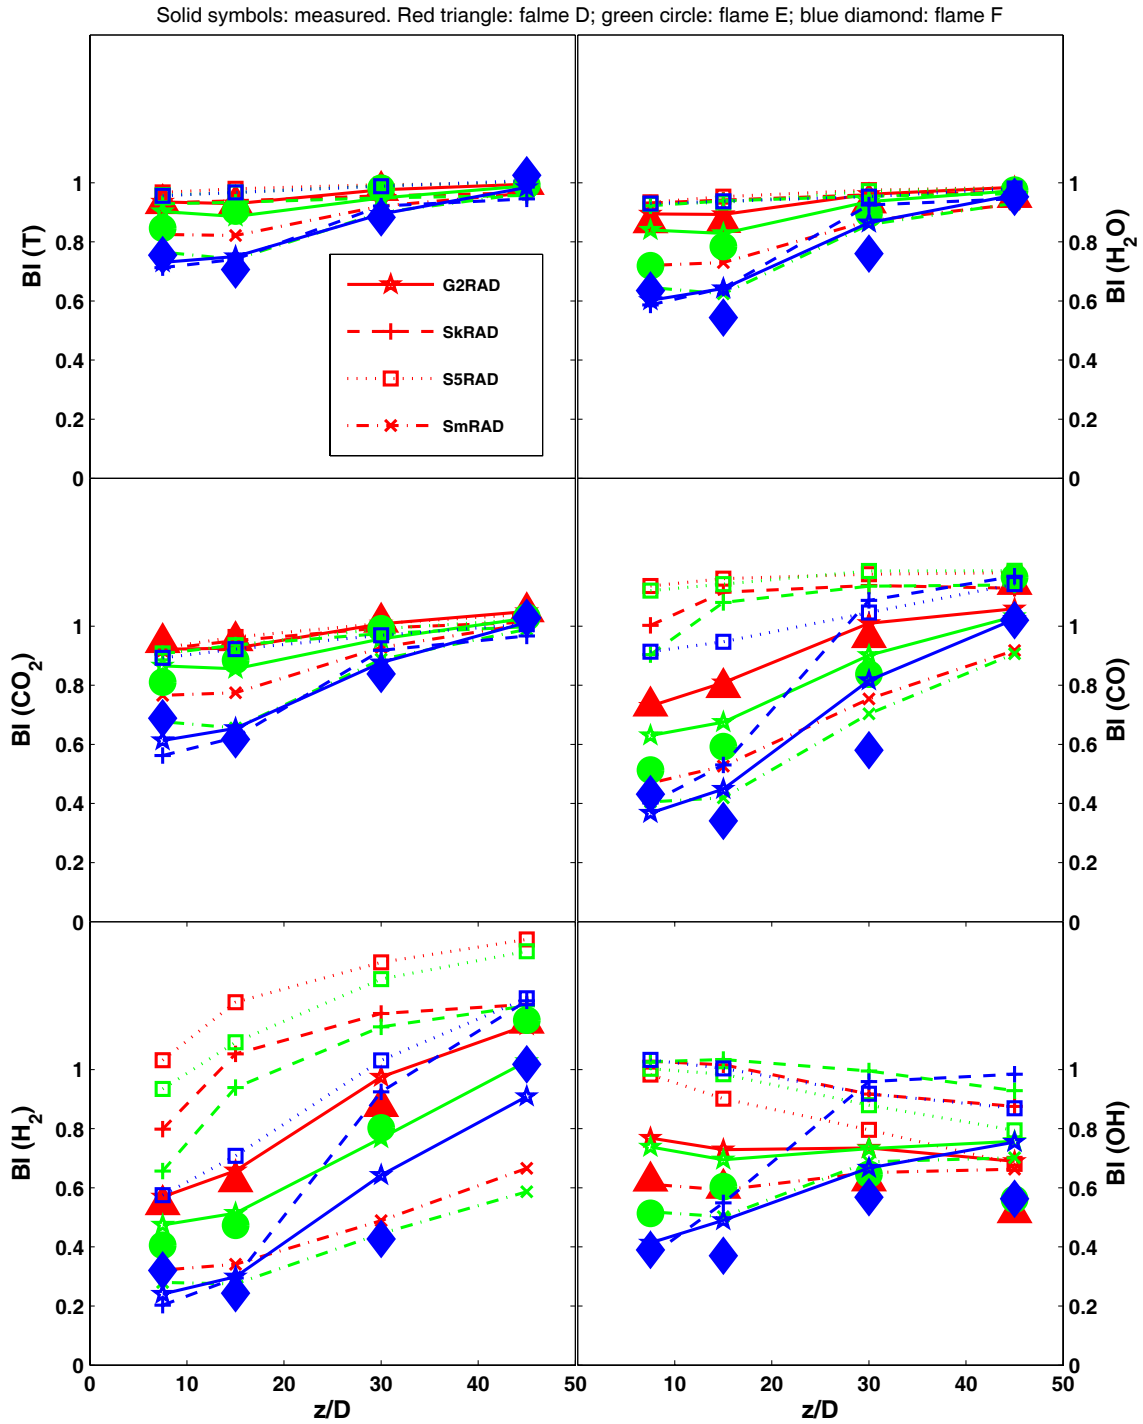 Solid symbols: measured. Red triangle: falme D; green circle: flame E; blue diamond: flame F
1
0.8
0.6
0.4
0.2
0
BI (T)
G2RAD
SkRAD
S5RAD
SmRAD
1
0.8
0.6
0.4
0.2
0
BI (H₂O)
1
0.8
0.6
0.4
0.2
0
BI (CO₂)
1
0.8
0.6
0.4
0.2
0
BI (CO)
1
0.8
0.6
0.4
0.2
0
BI (H₂)
1
0.8
0.6
0.4
0.2
0
BI (OH)
0 10 20 30 40 50
z/D
10 20 30 40 50
z/D